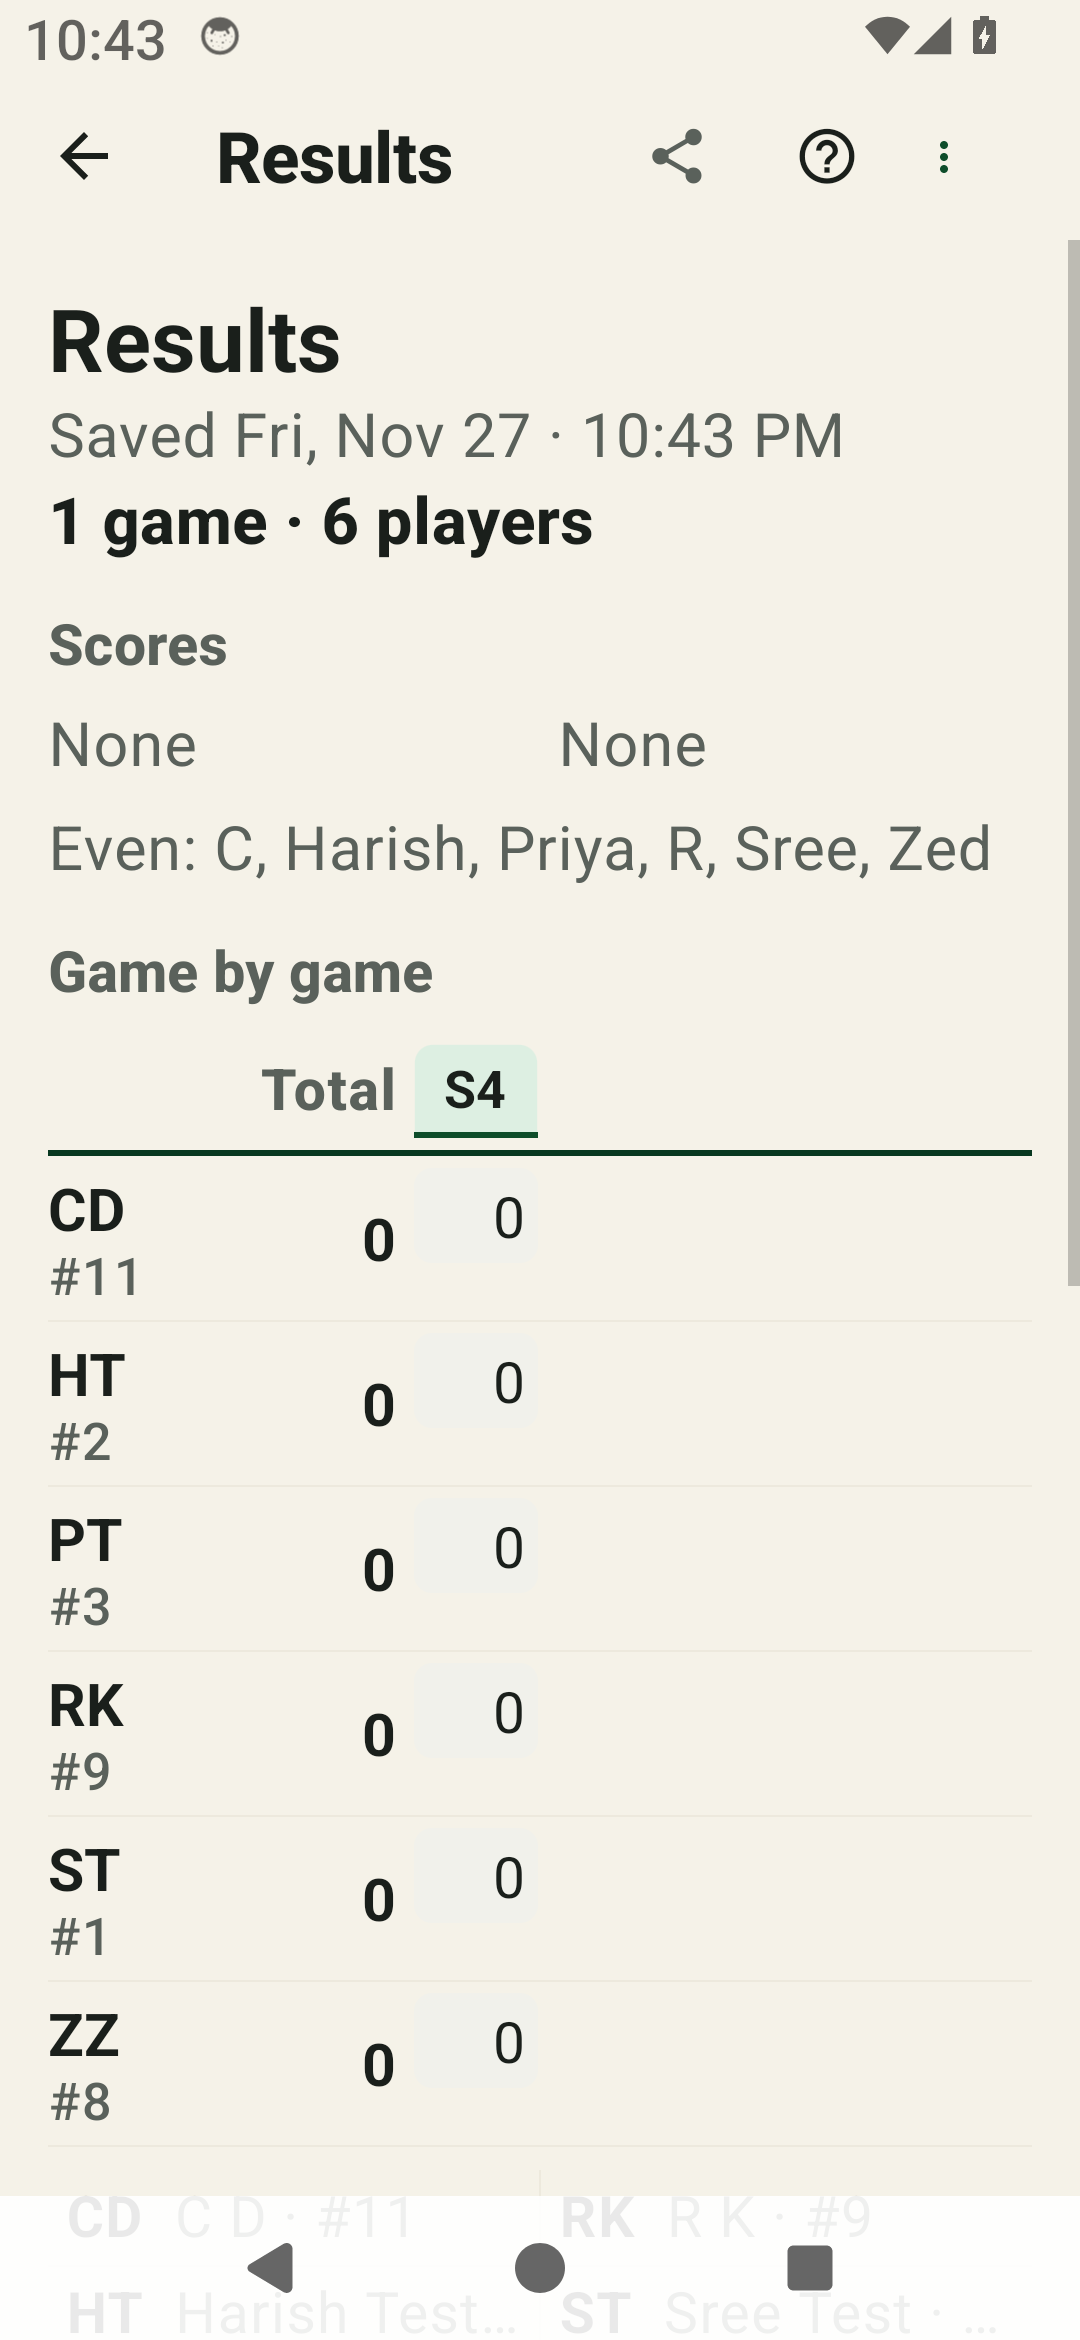 10:43
Results
Results
Saved Fri, Nov 27 · 10:43 PM
1 game · 6 players
Scores
None None
Even: C, Harish, Priya, R, Sree, Zed
Game by game
Total S4
CD 0 0
#11
HT 0 0
#2
PT 0 0
#3
RK 0 0
#9
ST 0 0
#1
ZZ 0 0
#8
CD C D · #11 RK R K · #9
HT Harish Test… ST Sree Test · …